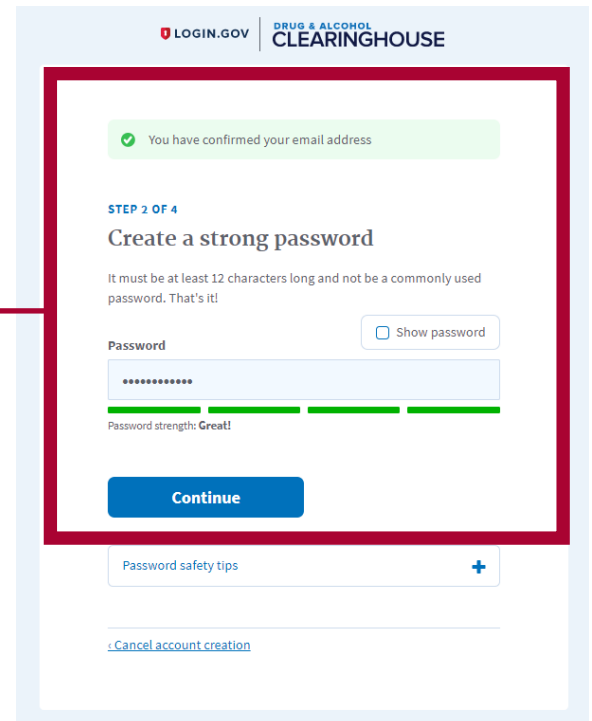 LOGIN.GOV
DRUG & ALCOHOL
CLEARINGHOUSE
You have confirmed your email address
STEP 2 OF 4
Create a strong password
It must be at least 12 characters long and not be a commonly used
password. That's it!
Show password
Password
••••••••••••
Password strength: Great!
Continue
Password safety tips
‹ Cancel account creation